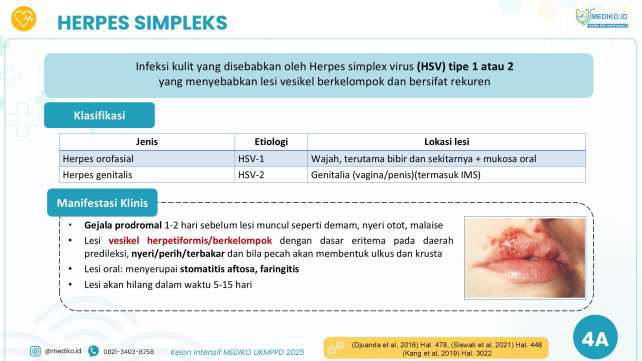 HERPES SIMPLEKS
MEDIKO.ID
Infeksi kulit yang disebabkan oleh Herpes simplex virus (HSV) tipe 1 atau 2
yang menyebabkan lesi vesikel berkelompok dan bersifat rekuren
Klasifikasi
Jenis Etiologi Lokasi lesi
Herpes orofasial HSV-1 Wajah, terutama bibir dan sekitarnya + mukosa oral
Herpes genitalis HSV-2 Genitalia (vagina/penis)(termasuk IMS)
Manifestasi Klinis
• Gejala prodromal 1-2 hari sebelum lesi muncul seperti demam, nyeri otot, malaise
• Lesi vesikel herpetiformis/berkelompok dengan dasar eritema pada daerah
predileksi, nyeri/perih/terbakar dan bila pecah akan membentuk ulkus dan krusta
• Lesi oral: menyerupai stomatitis aftosa, faringitis
• Lesi akan hilang dalam waktu 5-15 hari
@mediko.id
0821-3403-8758
Kelon Intensif MEDIKO UKMPPD 2025
(Djuanda et al, 2016) Hal. 478, (Siswati et al, 2021) Hal. 448
(Kang et al, 2019) Hal. 3022
4A